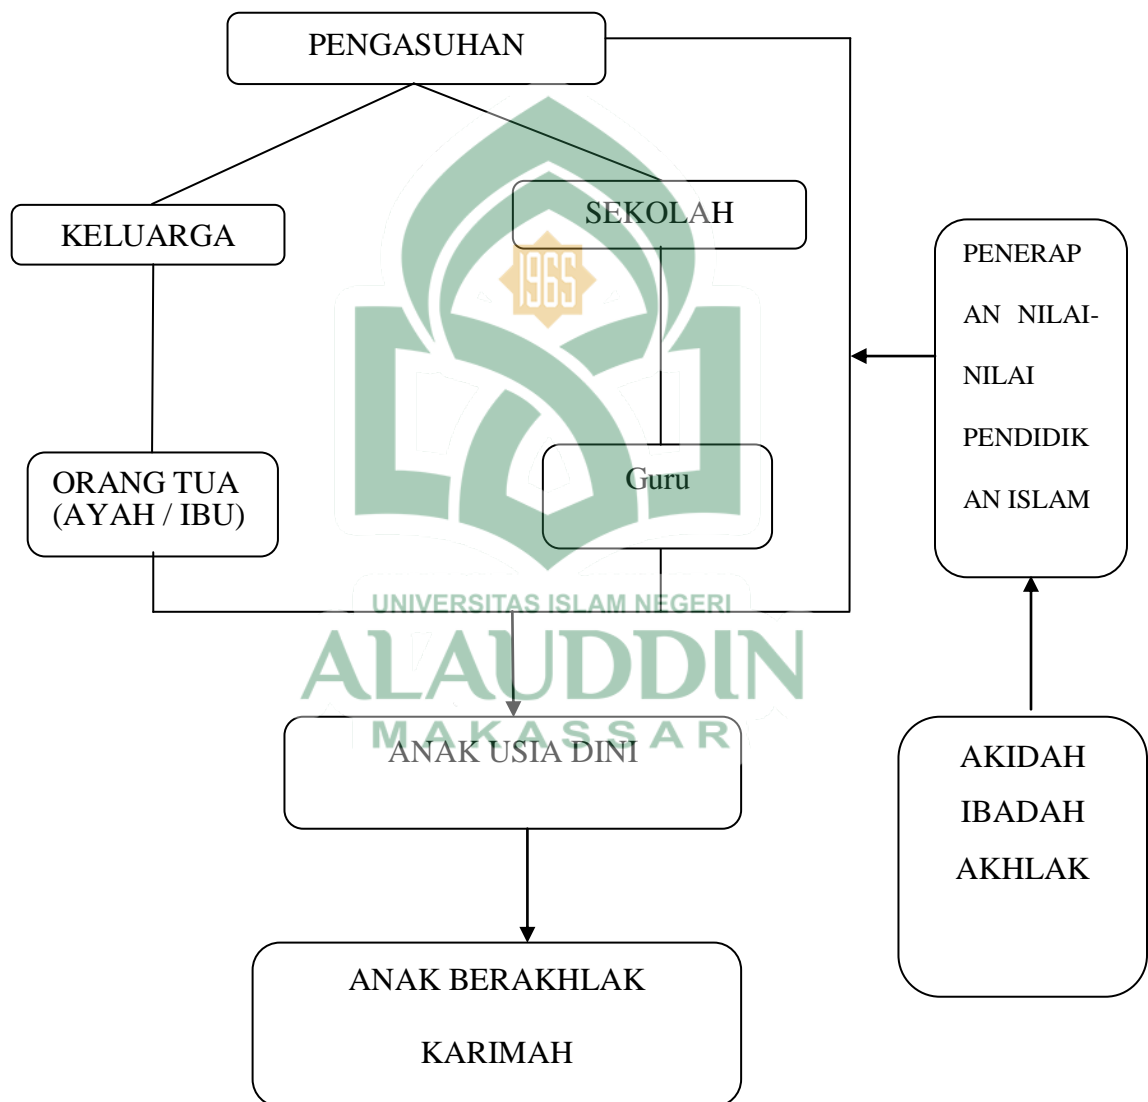 PENGASUHAN
KELUARGA
SEKOLAH
1965
PENERAP
AN NILAI-
NILAI
PENDIDIK
AN ISLAM
ORANG TUA
(AYAH / IBU)
Guru
UNIVERSITAS ISLAM NEGERI
ALAUDDIN
MAKASSAR
ANAK USIA DINI
AKIDAH
IBADAH
AKHLAK
ANAK BERAKHLAK
KARIMAH